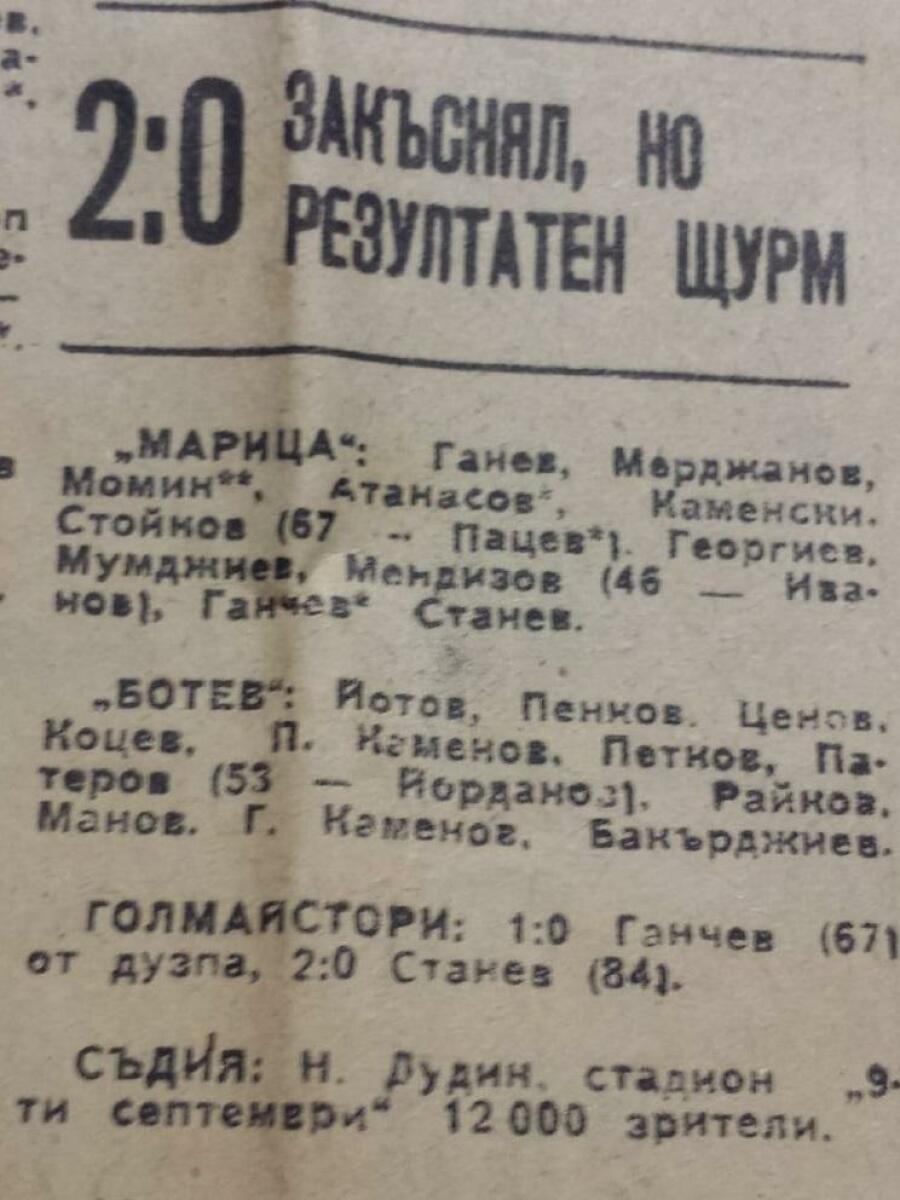 2:0 ЗАКЪСНЯЛ, НО
РЕЗУЛТАТЕН ЩУРМ
„МАРИЦА“: Ганев, Мерджанов,
Момин**, Атанасов*, Каменски.
Стойков (67 — Пацев*). Георгиев,
Мумджиев, Мендизов (46 — Ива-
нов), Ганчев* Станев.
„БОТЕВ“: Йотов, Пенков. Ценов.
Коцев. П. Каменов. Петков, Па-
теров (53 — Йорданов). Райков.
Манов. Г. Каменов. Бакърджиев.
ГОЛМАЙСТОРИ: 1:0 Ганчев (67)
от дузпа, 2:0 Станев (84).
СЪДИЯ: Н. Дудин. стадион „9-
ти септември“ 12 000 зрители.